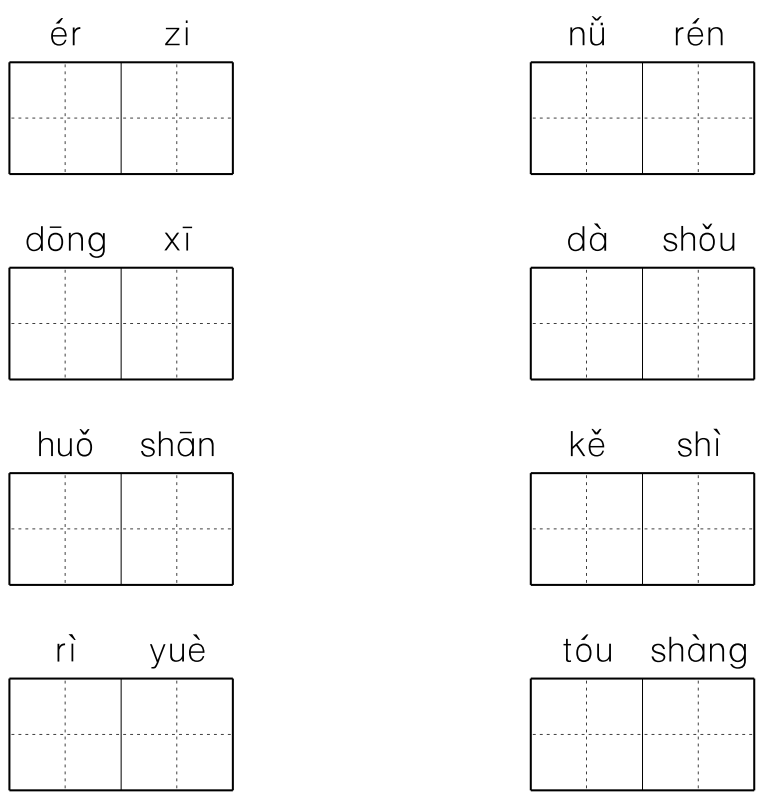 ér zi nǚ rén
dōng xī dà shǒu
huǒ shān kě shì
rì yuè tóu shàng